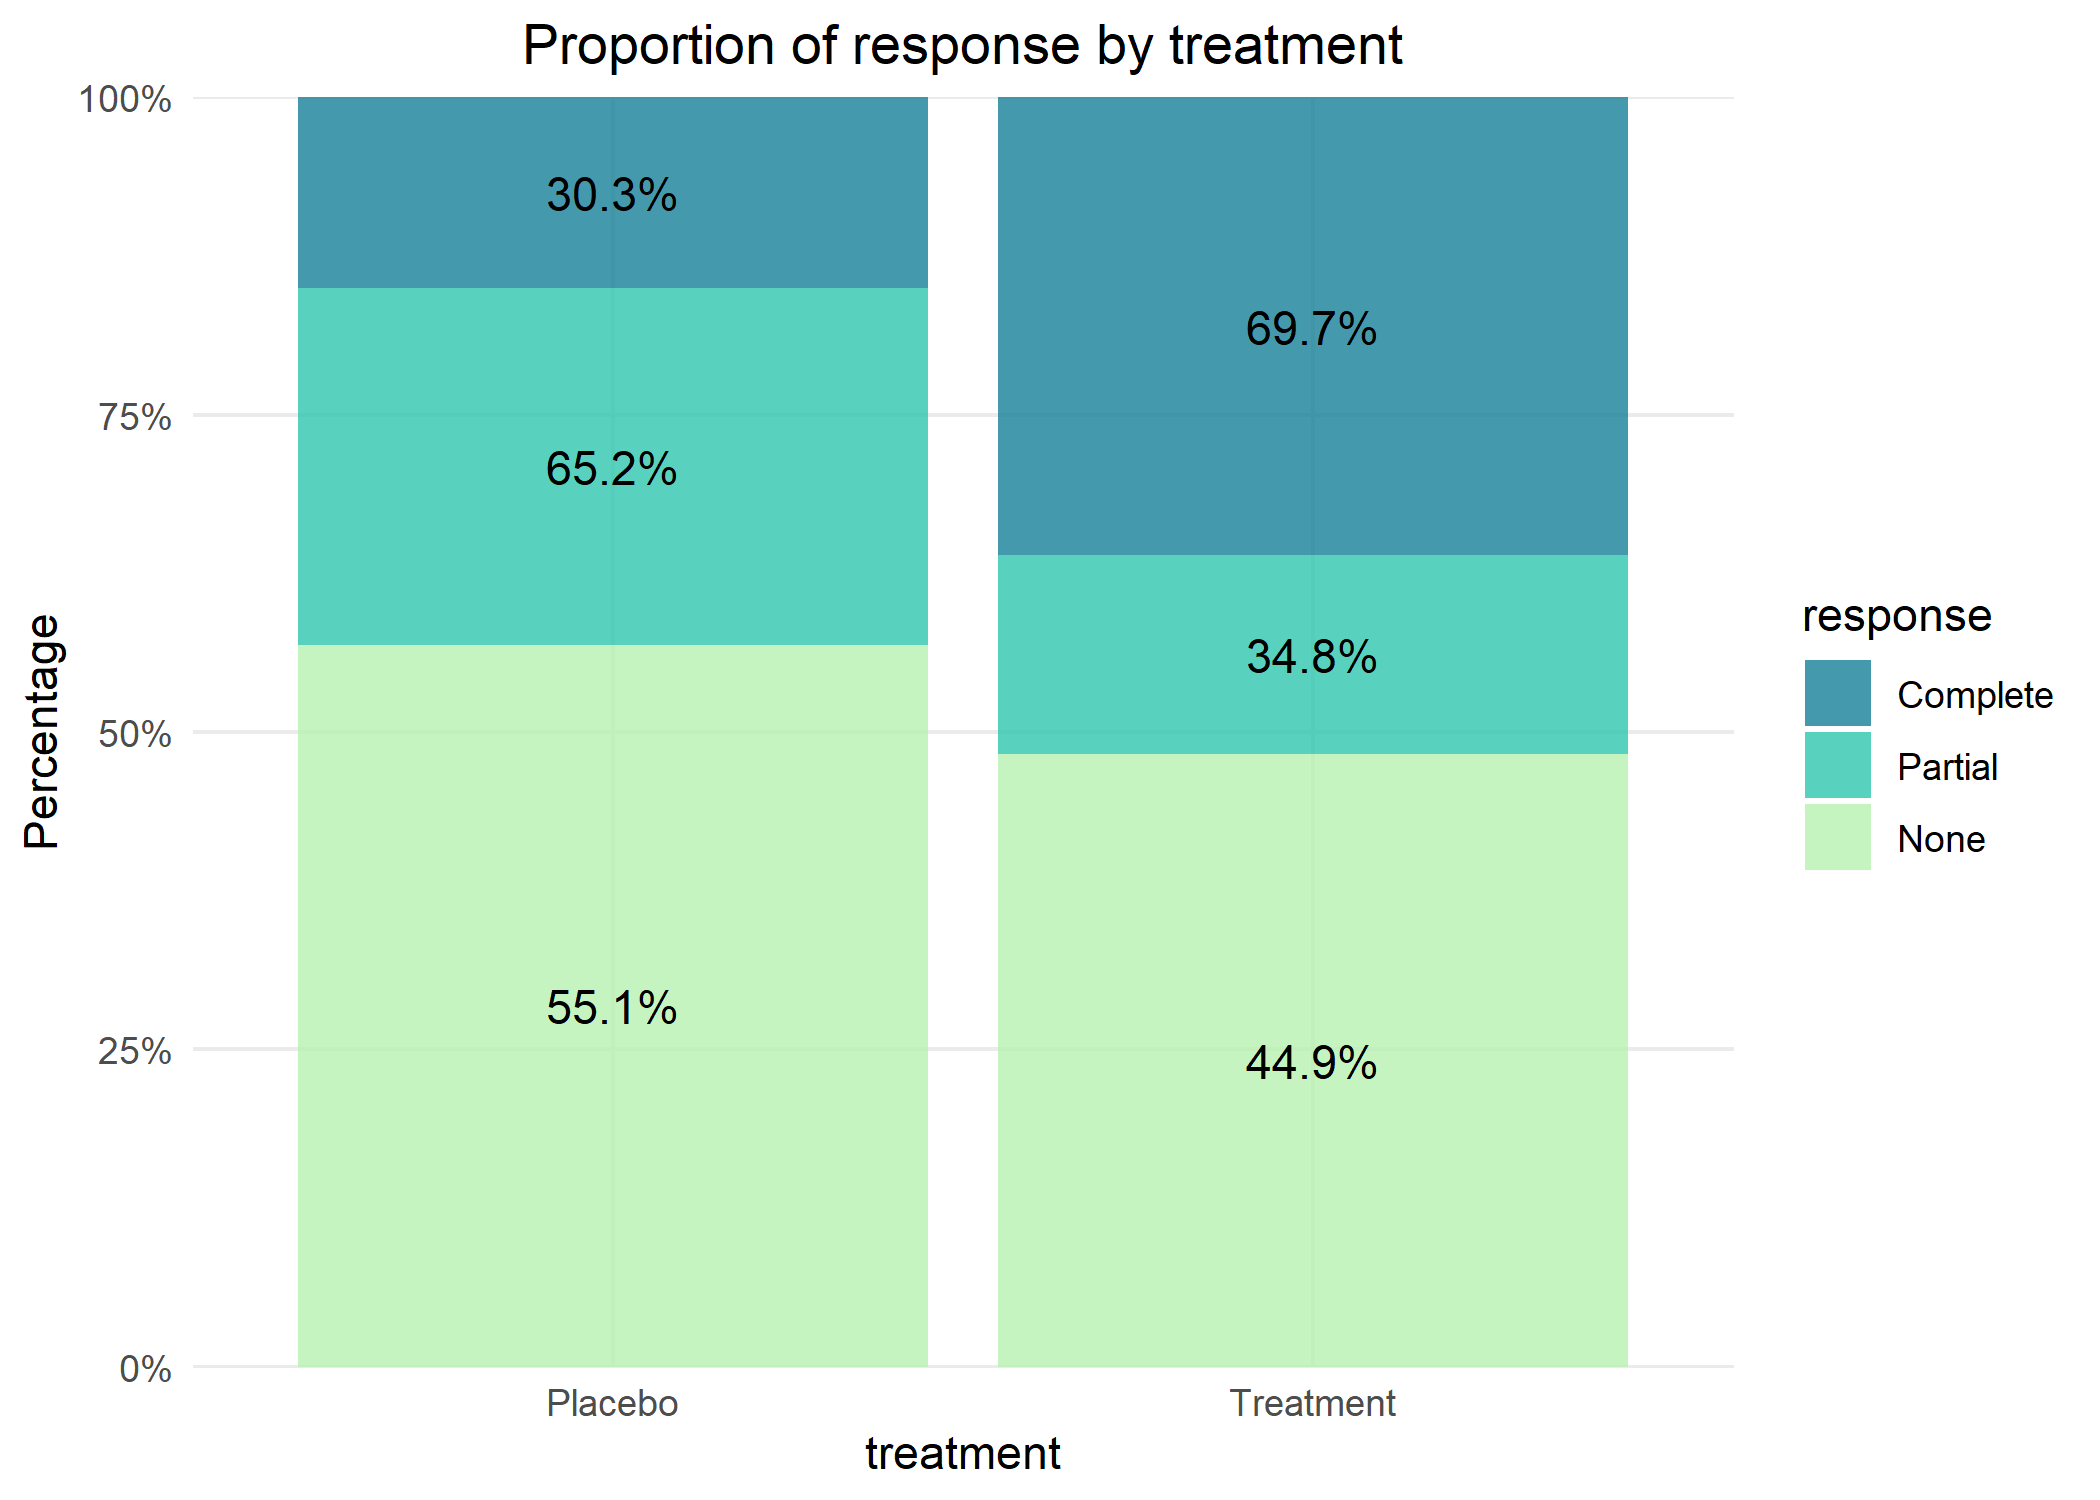 Proportion of response by treatment
100%
75%
50%
25%
0%
Percentage
30.3%
65.2%
55.1%
69.7%
34.8%
44.9%
Placebo
Treatment
treatment
response
Complete
Partial
None